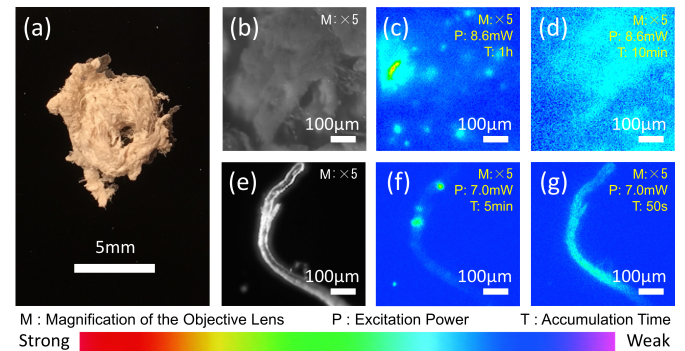 (a)
5mm
(b)
M: ×5
100μm
(c)
M: ×5
P: 8.6mW
T: 1h
100μm
(d)
M: ×5
P: 8.6mW
T: 10min
100μm
(e)
M: ×5
100μm
(f)
M: ×5
P: 7.0mW
T: 5min
100μm
(g)
M: ×5
P: 7.0mW
T: 50s
100μm
M : Magnification of the Objective Lens P : Excitation Power T : Accumulation Time
Strong Weak